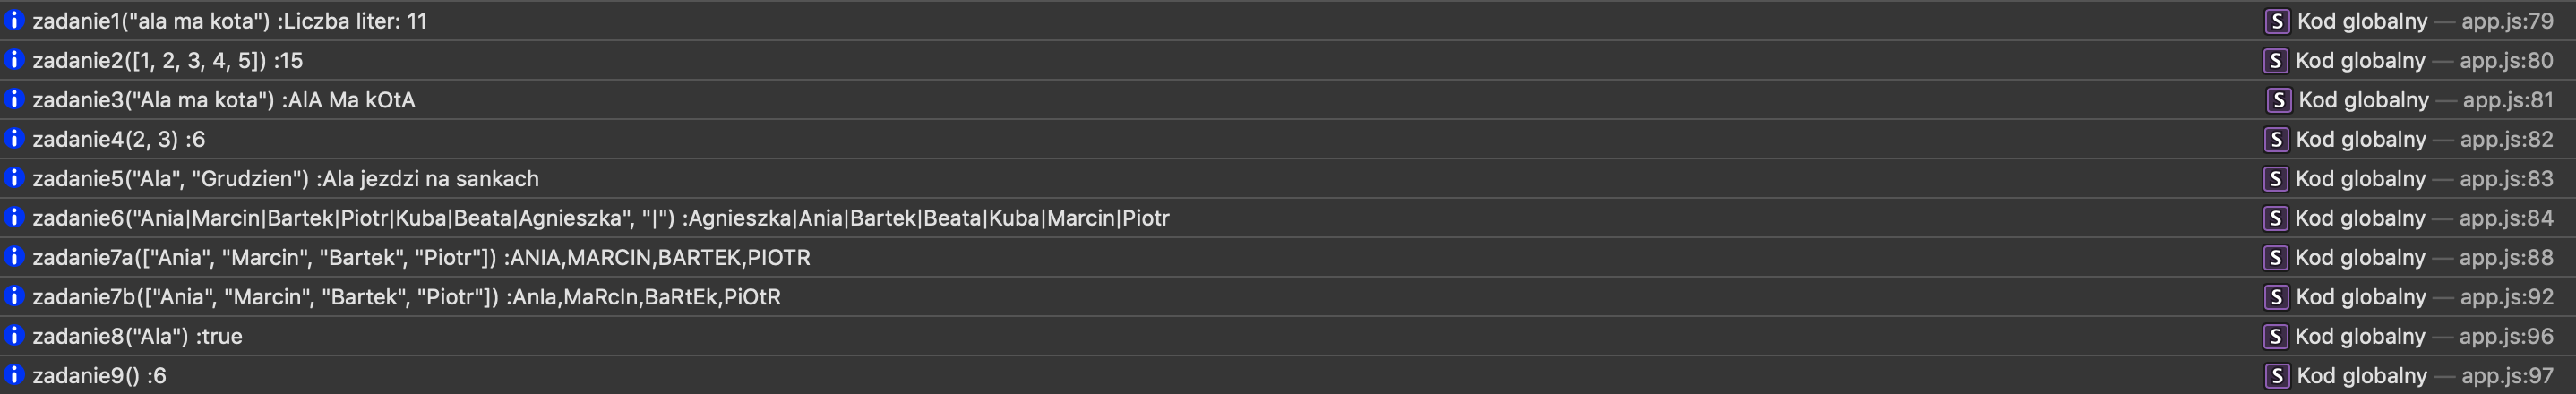 zadanie1("ala ma kota") :Liczba liter: 11 S Kod globalny — app.js:79
zadanie2([1, 2, 3, 4, 5]) :15 S Kod globalny — app.js:80
zadanie3("Ala ma kota") :AlA Ma kOtA S Kod globalny — app.js:81
zadanie4(2, 3) :6 S Kod globalny — app.js:82
zadanie5("Ala", "Grudzien") :Ala jezdzi na sankach S Kod globalny — app.js:83
zadanie6("Ania|Marcin|Bartek|Piotr|Kuba|Beata|Agnieszka", "|") :Agnieszka|Ania|Bartek|Beata|Kuba|Marcin|Piotr S Kod globalny — app.js:84
zadanie7a(["Ania", "Marcin", "Bartek", "Piotr"]) :ANIA,MARCIN,BARTEK,PIOTR S Kod globalny — app.js:88
zadanie7b(["Ania", "Marcin", "Bartek", "Piotr"]) :AnIa,MaRcIn,BaRtEk,PiOtR S Kod globalny — app.js:92
zadanie8("Ala") :true S Kod globalny — app.js:96
zadanie9() :6 S Kod globalny — app.js:97